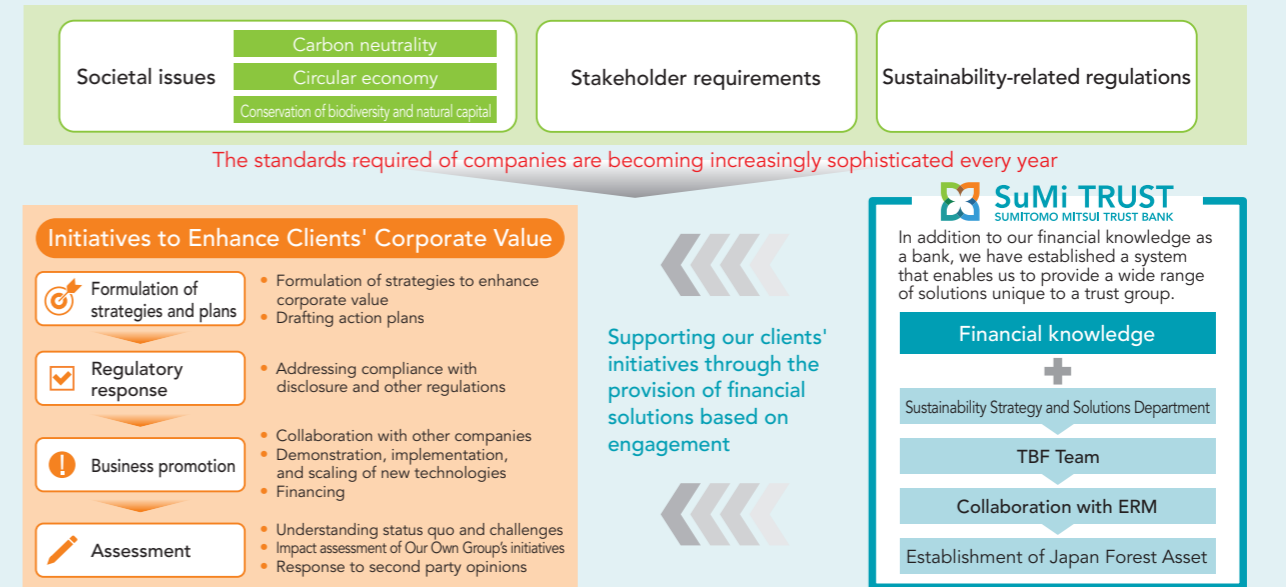 Societal issues
Carbon neutrality
Circular economy
Conservation of biodiversity and natural capital
Stakeholder requirements
Sustainability-related regulations
The standards required of companies are becoming increasingly sophisticated every year
Initiatives to Enhance Clients' Corporate Value
Formulation of
strategies and plans
• Formulation of strategies to enhance
corporate value
• Drafting action plans
Regulatory
response
• Addressing compliance with
disclosure and other regulations
Business promotion
• Collaboration with other companies
• Demonstration, implementation,
and scaling of new technologies
• Financing
Assessment
• Understanding status quo and challenges
• Impact assessment of Our Own Group's initiatives
• Response to second party opinions
Supporting our clients'
initiatives through the
provision of financial
solutions based on
engagement
SuMi TRUST
SUMITOMO MITSUI TRUST BANK
In addition to our financial knowledge as
a bank, we have established a system
that enables us to provide a wide range
of solutions unique to a trust group.
Financial knowledge
Sustainability Strategy and Solutions Department
TBF Team
Collaboration with ERM
Establishment of Japan Forest Asset